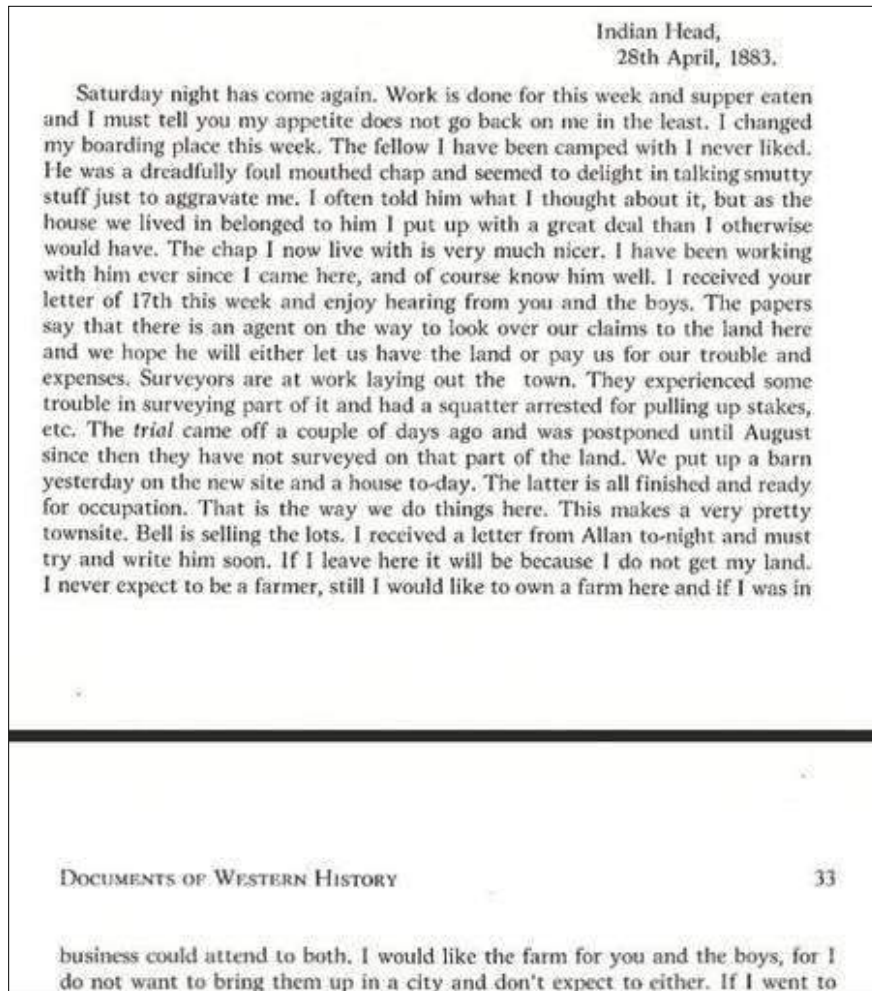 Indian Head,
28th April, 1883.
Saturday night has come again. Work is done for this week and supper eaten
and I must tell you my appetite does not go back on me in the least. I changed
my boarding place this week. The fellow I have been camped with I never liked.
He was a dreadfully foul mouthed chap and seemed to delight in talking smutty
stuff just to aggravate me. I often told him what I thought about it, but as the
house we lived in belonged to him I put up with a great deal than I otherwise
would have. The chap I now live with is very much nicer. I have been working
with him ever since I came here, and of course know him well. I received your
letter of 17th this week and enjoy hearing from you and the boys. The papers
say that there is an agent on the way to look over our claims to the land here
and we hope he will either let us have the land or pay us for our trouble and
expenses. Surveyors are at work laying out the town. They experienced some
trouble in surveying part of it and had a squatter arrested for pulling up stakes,
etc. The trial came off a couple of days ago and was postponed until August
since then they have not surveyed on that part of the land. We put up a barn
yesterday on the new site and a house to-day. The latter is all finished and ready
for occupation. That is the way we do things here. This makes a very pretty
townsite. Bell is selling the lots. I received a letter from Allan to-night and must
try and write him soon. If I leave here it will be because I do not get my land.
I never expect to be a farmer, still I would like to own a farm here and if I was in
DOCUMENTS OF WESTERN HISTORY 33
business could attend to both. I would like the farm for you and the boys, for I
do not want to bring them up in a city and don't expect to either. If I went to